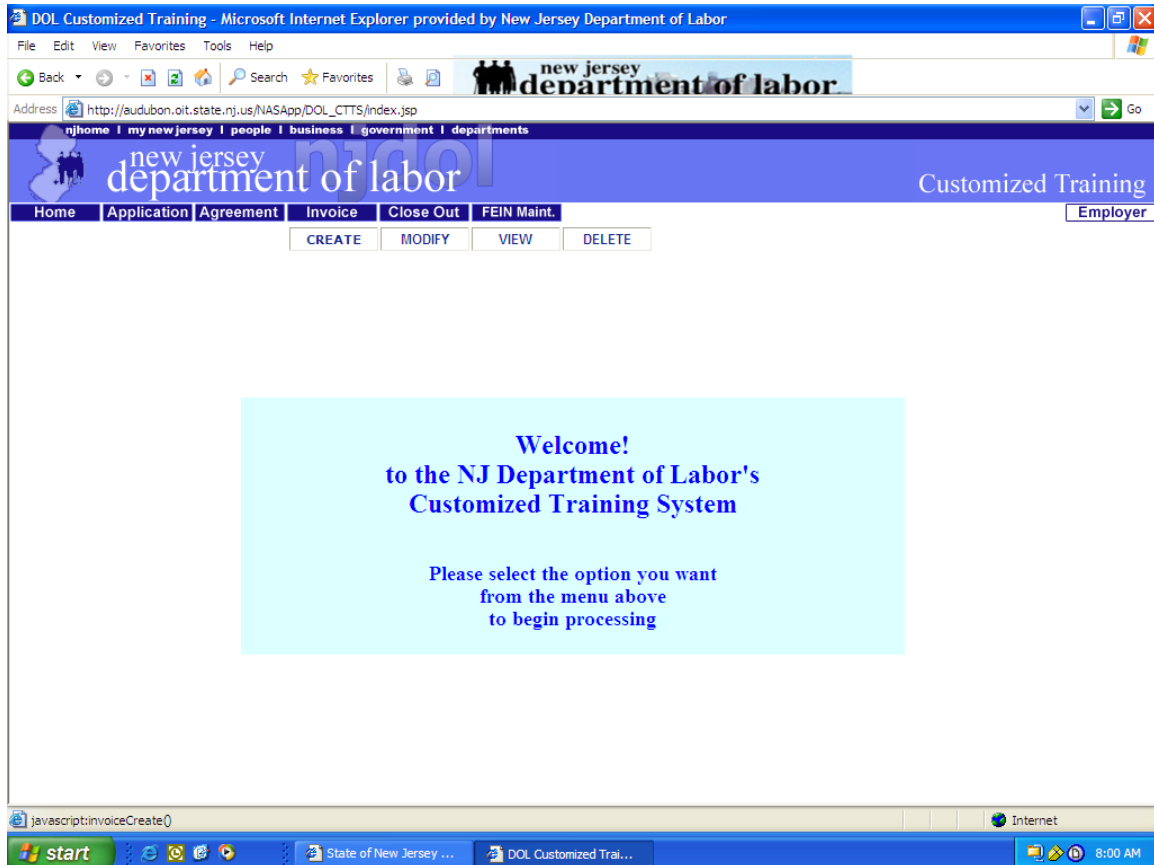 DOL Customized Training - Microsoft Internet Explorer provided by New Jersey Department of Labor
File Edit View Favorites Tools Help
Back Search Favorites
new jersey
department of labor
Address http://audubon.oit.state.nj.us/NASApp/DOL_CTTS/index.jsp Go
njhome I my new jersey I people I business I government I departments
njdol
new jersey
department of labor
Customized Training
Home Application Agreement Invoice Close Out FEIN Maint. Employer
CREATE MODIFY VIEW DELETE
Welcome!
to the NJ Department of Labor's
Customized Training System
Please select the option you want
from the menu above
to begin processing
javascript:invoiceCreate() Internet
start State of New Jersey ... DOL Customized Trai... 8:00 AM